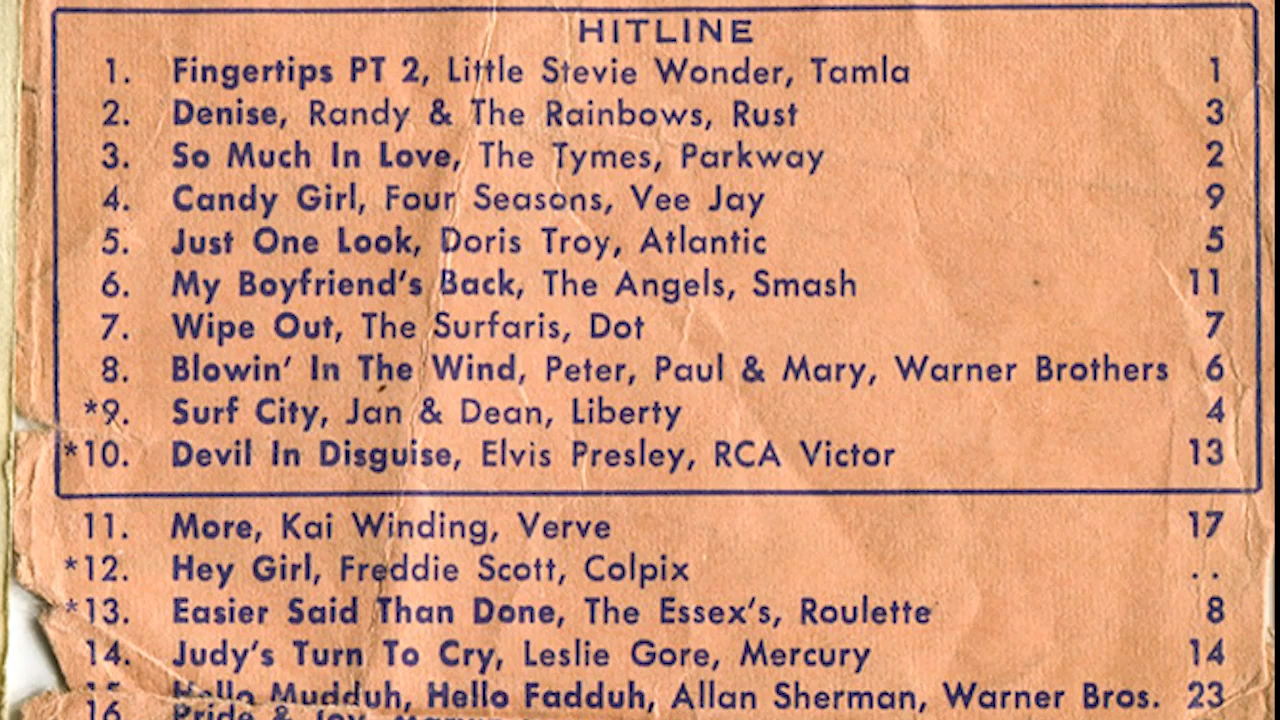 HITLINE
1. Fingertips PT 2, Little Stevie Wonder, Tamla 1
2. Denise, Randy & The Rainbows, Rust 3
3. So Much In Love, The Tymes, Parkway 2
4. Candy Girl, Four Seasons, Vee Jay 9
5. Just One Look, Doris Troy, Atlantic 5
6. My Boyfriend's Back, The Angels, Smash 11
7. Wipe Out, The Surfaris, Dot 7
8. Blowin' In The Wind, Peter, Paul & Mary, Warner Brothers 6
*9. Surf City, Jan & Dean, Liberty 4
*10. Devil In Disguise, Elvis Presley, RCA Victor 13
11. More, Kai Winding, Verve 17
*12. Hey Girl, Freddie Scott, Colpix . .
*13. Easier Said Than Done, The Essex's, Roulette 8
14. Judy's Turn To Cry, Leslie Gore, Mercury 14
15. Hello Mudduh, Hello Fadduh, Allan Sherman, Warner Bros. 23
16. Pride & Joy,